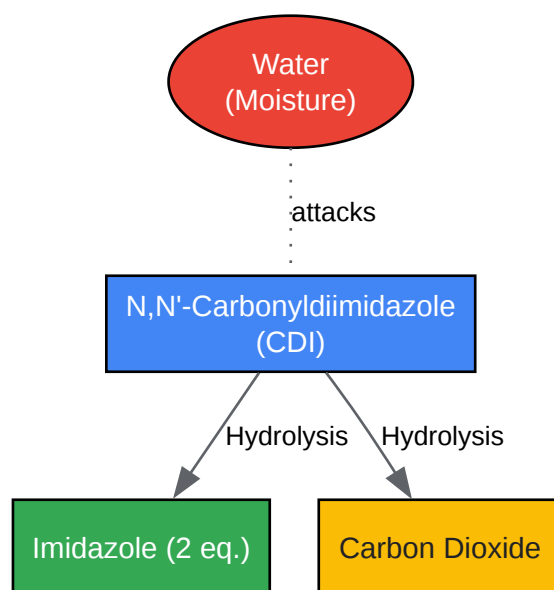 Water
(Moisture)
attacks
N,N'-Carbonyldiimidazole
(CDI)
Hydrolysis
Hydrolysis
Imidazole (2 eq.)
Carbon Dioxide